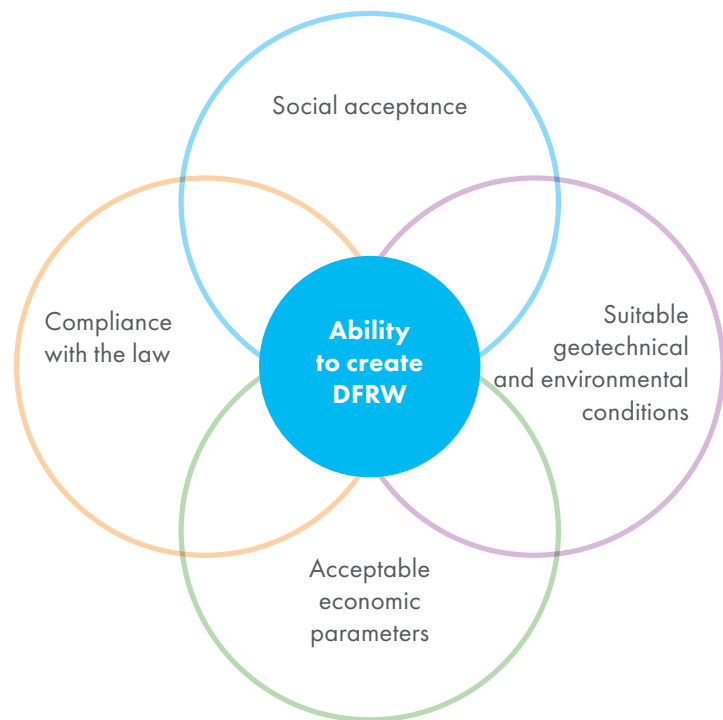 Social acceptance
Compliance
with the law
Ability
to create
DFRW
Suitable
geotechnical
and environmental
conditions
Acceptable
economic
parameters